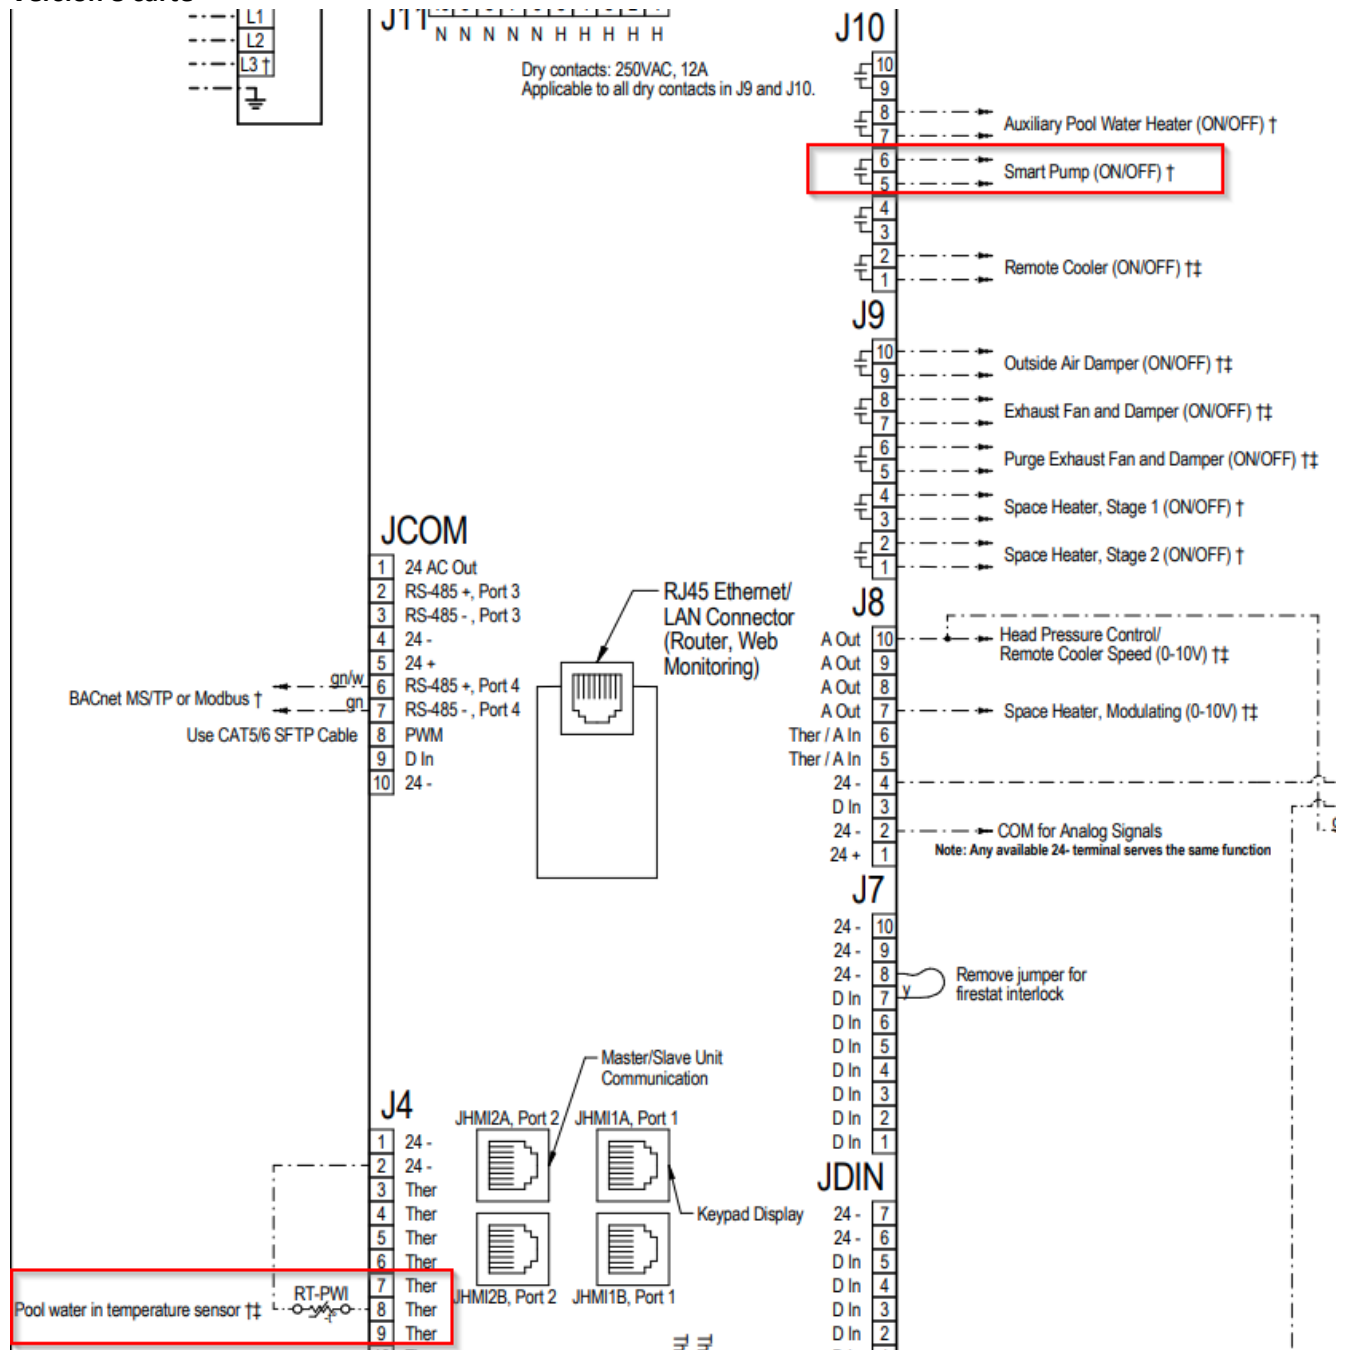 L1
L2
L3 †
J11
N N N N N H H H H H
Dry contacts: 250VAC, 12A
Applicable to all dry contacts in J9 and J10.
J10
10
9
8
7
Auxiliary Pool Water Heater (ON/OFF) †
6
5
Smart Pump (ON/OFF) †
4
3
2
1
Remote Cooler (ON/OFF) †‡
J9
10
9
Outside Air Damper (ON/OFF) †‡
8
7
Exhaust Fan and Damper (ON/OFF) †‡
6
5
Purge Exhaust Fan and Damper (ON/OFF) †‡
4
3
Space Heater, Stage 1 (ON/OFF) †
2
1
Space Heater, Stage 2 (ON/OFF) †
JCOM
1 24 AC Out
2 RS-485 +, Port 3
3 RS-485 - , Port 3
4 24 -
5 24 +
gn/w 6 RS-485 +, Port 4
BACnet MS/TP or Modbus †
gn 7 RS-485 - , Port 4
Use CAT5/6 SFTP Cable 8 PWM
9 D In
10 24 -
RJ45 Ethernet/
LAN Connector
(Router, Web
Monitoring)
J8
A Out 10 Head Pressure Control/
Remote Cooler Speed (0-10V) †‡
A Out 9
A Out 8
A Out 7 Space Heater, Modulating (0-10V) †‡
Ther / A In 6
Ther / A In 5
24 - 4
D In 3
24 - 2 COM for Analog Signals
Note: Any available 24- terminal serves the same function
24 + 1
J7
24 - 10
24 - 9
24 - 8
D In 7 y
Remove jumper for
firestat interlock
D In 6
D In 5
D In 4
D In 3
D In 2
D In 1
Master/Slave Unit
Communication
J4
JHMI2A, Port 2 JHMI1A, Port 1
1 24 -
2 24 -
3 Ther
4 Ther
5 Ther
6 Ther
7 Ther
8 Ther
9 Ther
Keypad Display
JHMI2B, Port 2 JHMI1B, Port 1
RT-PWI
Pool water in temperature sensor †‡
JDIN
24 - 7
24 - 6
D In 5
D In 4
D In 3
D In 2